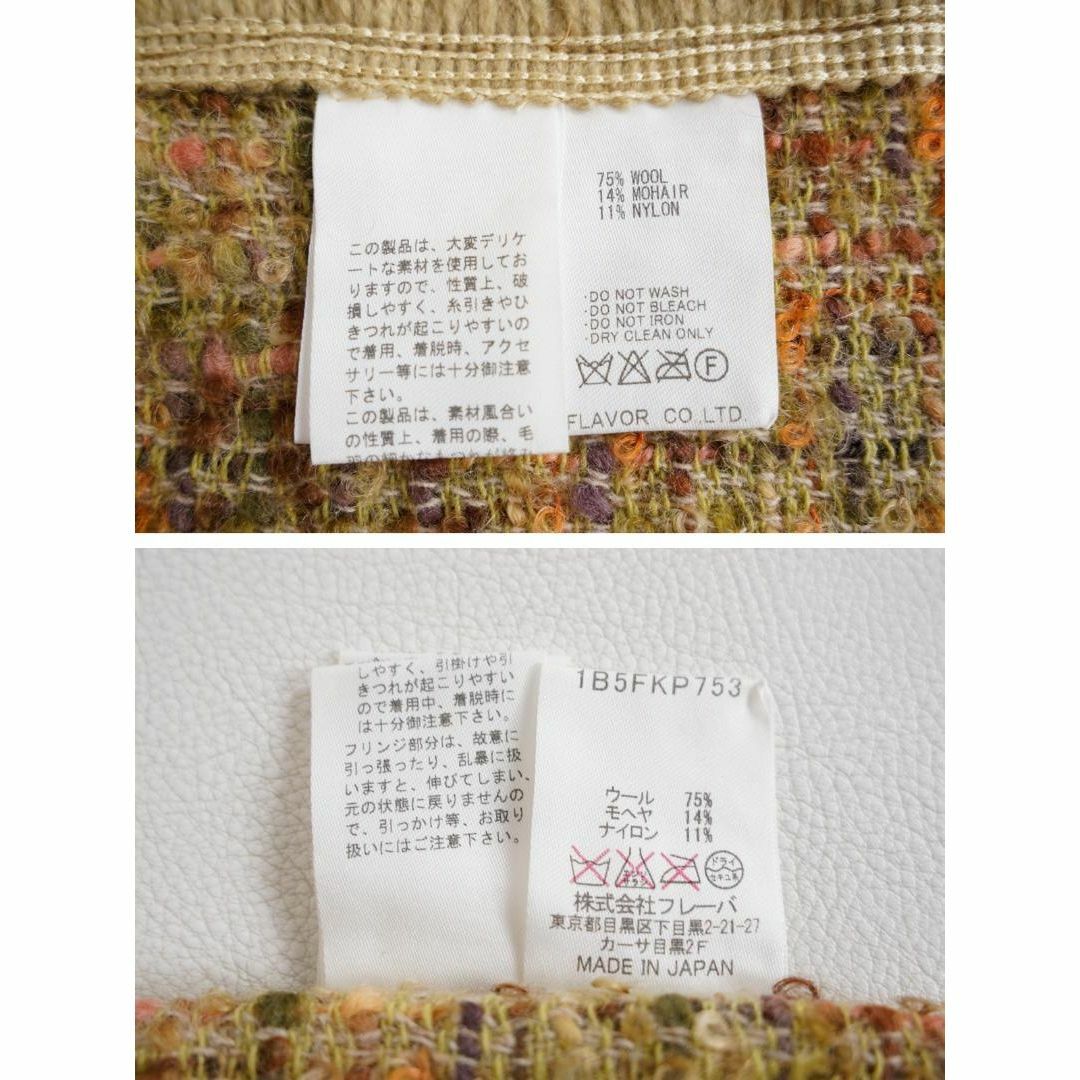 この製品は、大変デリケ
ートな素材を使用してお
りますので、性質上、破
損しやすく、糸引きやひ
きつれが起こりやすいの
で着用、着脱時、アクセ
サリー等には十分御注意
下さい。
この製品は、素材風合い
の性質上、着用の際、毛
75% WOOL
14% MOHAIR
11% NYLON
·DO NOT WASH
·DO NOT BLEACH
·DO NOT IRON
·DRY CLEAN ONLY
F
FLAVOR CO.LTD.
しやすく、引掛けや引
きつれが起こりやすい
ので着用中、着脱時に
は十分御注意下さい。
フリンジ部分は、故意に
引っ張ったり、乱暴に扱
いますと、伸びてしまい、
元の状態に戻りませんの
で、引っかけ等、お取り
扱いにはご注意下さい。
1B5FKP753
ウール 75%
モヘヤ 14%
ナイロン 11%
エンソ サラシ ドライ セキユ系
株式会社フレーバ
東京都目黒区下目黒2-21-27
カーサ目黒2F
MADE IN JAPAN